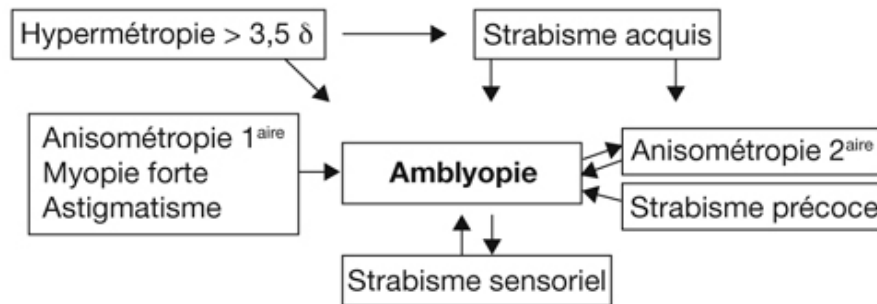 Hypermétropie > 3,5 δ
Strabisme acquis
Anisométropie 1aire
Myopie forte
Astigmatisme
Amblyopie
Anisométropie 2aire
Strabisme précoce
Strabisme sensoriel